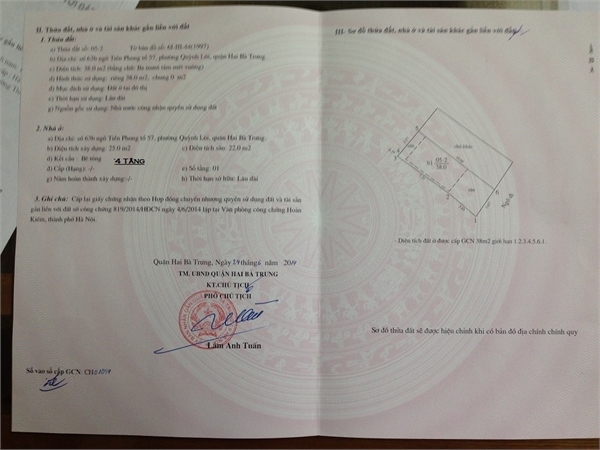 II. Thửa đất, nhà ở và tài sản khác gắn liền với đất
1. Thửa đất:
a) Thửa đất số: 05-2 Tờ bản đồ số: 6I-III-44(1997)
b) Địa chỉ: số 63b ngõ Tiền Phong tổ 57, phường Quỳnh Lôi, quận Hai Bà Trưng
c) Diện tích: 38.0 m2 (bằng chữ: Ba mươi tám mét vuông)
d) Hình thức sử dụng: riêng 38.0 m2, chung 0 m2
đ) Mục đích sử dụng: Đất ở tại đô thị
e) Thời hạn sử dụng: Lâu dài
g) Nguồn gốc sử dụng: Nhà nước công nhận quyền sử dụng đất
2. Nhà ở:
a) Địa chỉ: số 63b ngõ Tiền Phong tổ 57, phường Quỳnh Lôi, quận Hai Bà Trưng
b) Diện tích xây dựng: 22.0 m2 c) Diện tích sàn: 22.0 m2
d) Kết cấu: Bê tông 4 TẦNG
đ) Cấp (Hạng): -/- e) Số tầng: 01
g) Năm hoàn thành xây dựng: -/- h) Thời hạn sở hữu: Lâu dài
3. Ghi chú: Cấp lại giấy chứng nhận theo Hợp đồng chuyển nhượng quyền sử dụng đất và tài sản
gắn liền với đất số công chứng 819/2014/HĐCN ngày 4/6/2014 lập tại Văn phòng công chứng Hoàn
Kiếm, thành phố Hà Nội.
Quận Hai Bà Trưng, Ngày 24 tháng 6 năm 2014
TM. UBND QUẬN HAI BÀ TRƯNG
KT.CHỦ TỊCH
PHÓ CHỦ TỊCH
Lâm Anh Tuấn
Số vào sổ cấp GCN: CH
III- Sơ đồ thửa đất, nhà ở và tài sản khác gắn liền với đất
5
4
3
2
1
6
b1
05-2
38.0
Ngõ đi
Diện tích đất ở được cấp GCN 38m2 giới hạn 1.2.3.4.5.6.1.
Sơ đồ thửa đất sẽ được hiệu chỉnh khi có bản đồ địa chính chính quy